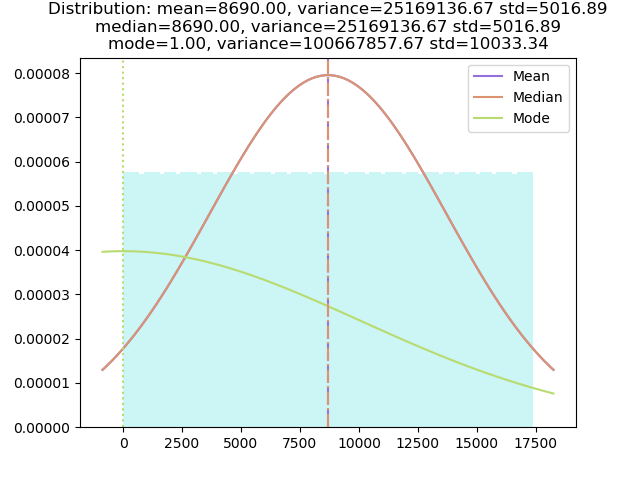 Distribution: mean=8690.00, variance=25169136.67 std=5016.89
median=8690.00, variance=25169136.67 std=5016.89
mode=1.00, variance=100667857.67 std=10033.34
Mean
Median
Mode
0.00008
0.00007
0.00006
0.00005
0.00004
0.00003
0.00002
0.00001
0.00000
0 2500 5000 7500 10000 12500 15000 17500